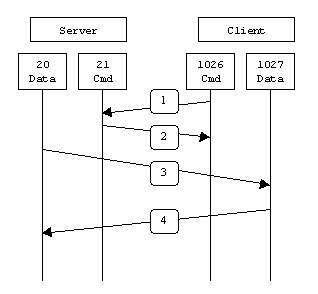 Server Client
20 21 1026 1027
Data Cmd Cmd Data
1
2
3
4